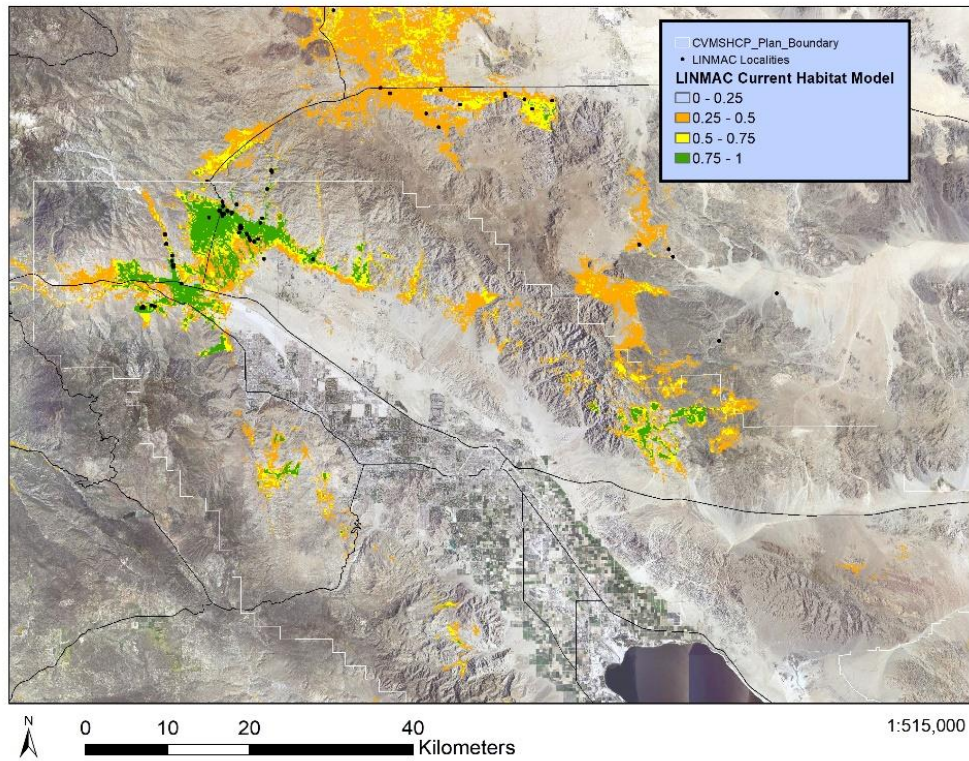 CVMSHCP_Plan_Boundary
LINMAC Localities
LINMAC Current Habitat Model
0 - 0.25
0.25 - 0.5
0.5 - 0.75
0.75 - 1
N
0 10 20 40
Kilometers
1:515,000